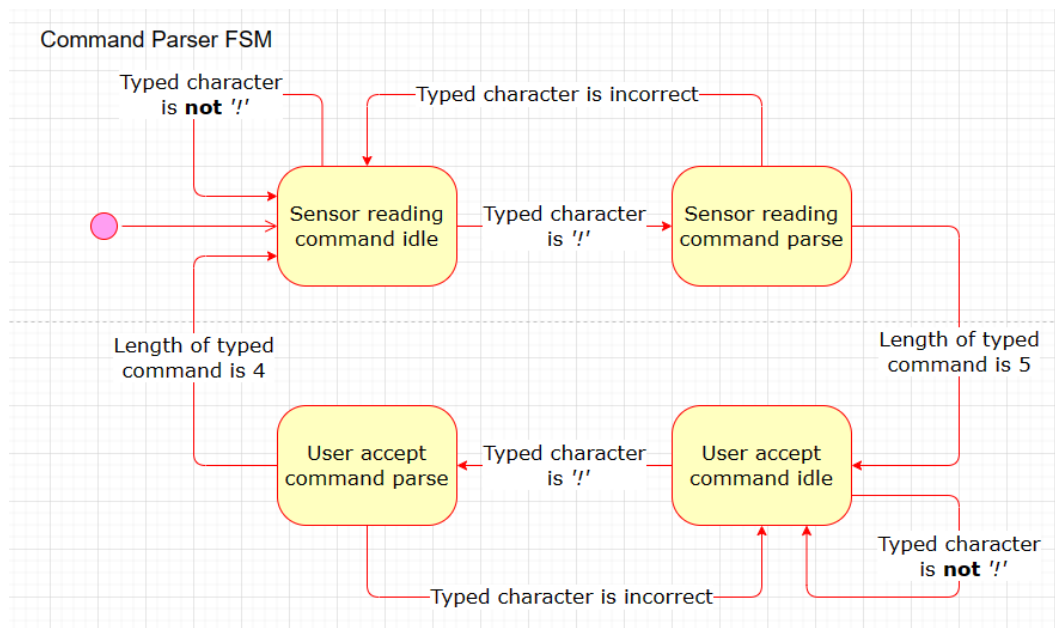 Command Parser FSM
Typed character
is not '!'
Typed character is incorrect
Sensor reading
command idle
Typed character
is '!'
Sensor reading
command parse
Length of typed
command is 4
Length of typed
command is 5
User accept
command parse
Typed character
is '!'
User accept
command idle
Typed character
is not '!'
Typed character is incorrect